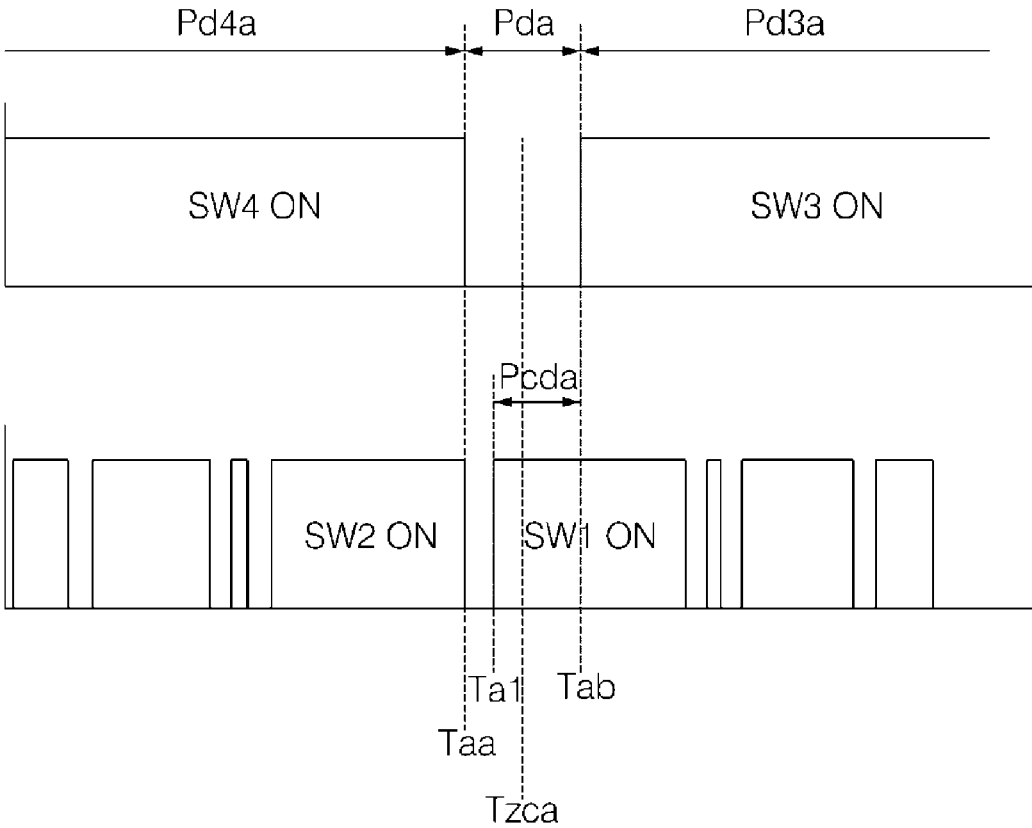 Pd4a Pda Pd3a
SW4 ON SW3 ON
Pcda
SW2 ON SW1 ON
Ta1 Tab
Taa
Tzca